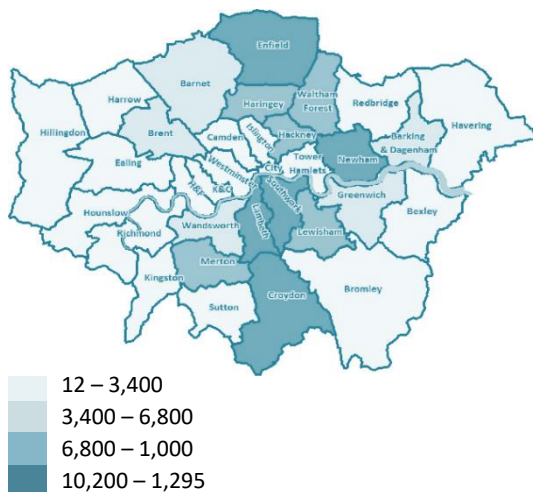 Enfield
Barnet
Harrow
Haringey
Waltham
Forest
Redbridge
Havering
Hillingdon
Brent
Camden
Islington
Hackney
Barking
& Dagenham
Newham
Ealing
Westminster
City
Tower
Hamlets
H&F
K&C
Southwark
Greenwich
Hounslow
Richmond
Wandsworth
Lambeth
Lewisham
Bexley
Merton
Kingston
Sutton
Croydon
Bromley
12 – 3,400
3,400 – 6,800
6,800 – 1,000
10,200 – 1,295